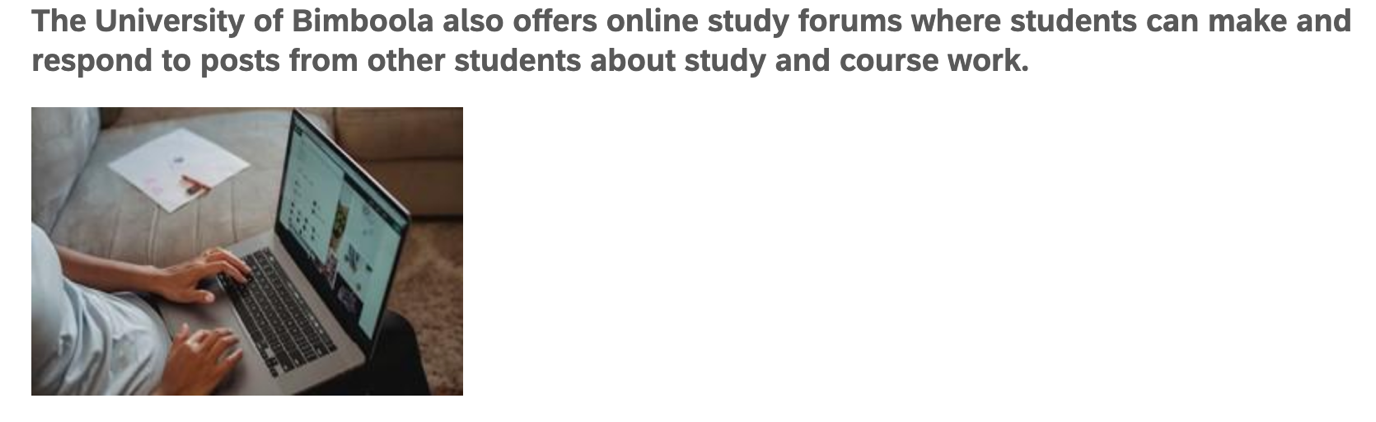 The University of Bimboola also offers online study forums where students can make and
respond to posts from other students about study and course work.